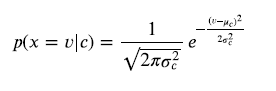 p(x = v|c) = \frac{1}{\sqrt{2\pi\sigma_c^2}} e^{-\frac{(v-\mu_c)^2}{2\sigma_c^2}}